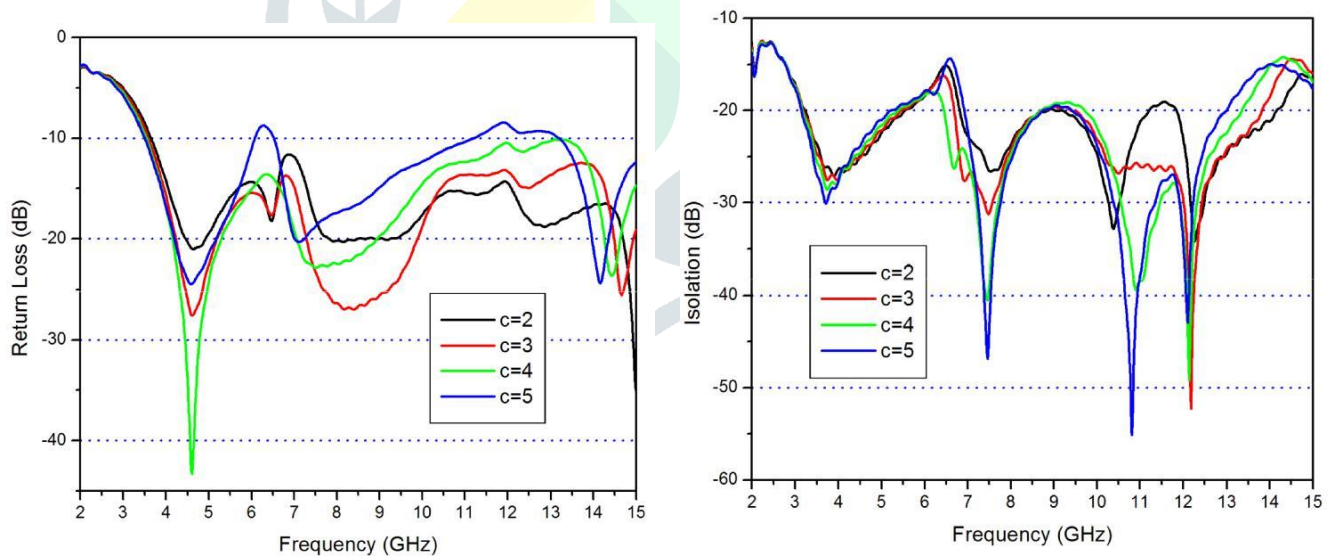 0
-10
-20
-30
-40
Return Loss (dB)
c=2
c=3
c=4
c=5
2 3 4 5 6 7 8 9 10 11 12 13 14 15
Frequency (GHz)
-10
-20
-30
-40
-50
-60
Isolation (dB)
c=2
c=3
c=4
c=5
2 3 4 5 6 7 8 9 10 11 12 13 14 15
Frequency (GHz)